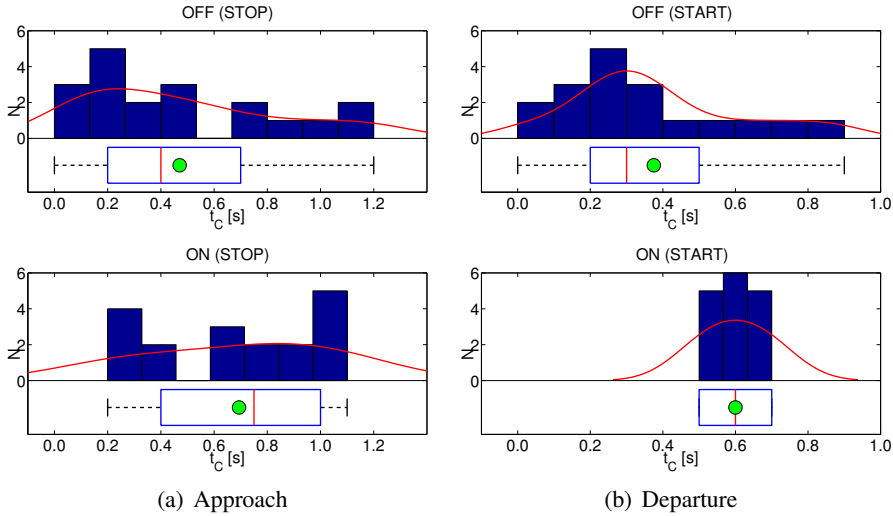 OFF (STOP)
6
4
2
0
N
0.0 0.2 0.4 0.6 0.8 1.0 1.2
t_C [s]
OFF (START)
6
4
2
0
N
0.0 0.2 0.4 0.6 0.8 1.0
t_C [s]
ON (STOP)
6
4
2
0
N
0.0 0.2 0.4 0.6 0.8 1.0 1.2
t_C [s]
ON (START)
6
4
2
0
N
0.0 0.2 0.4 0.6 0.8 1.0
t_C [s]
(a) Approach
(b) Departure